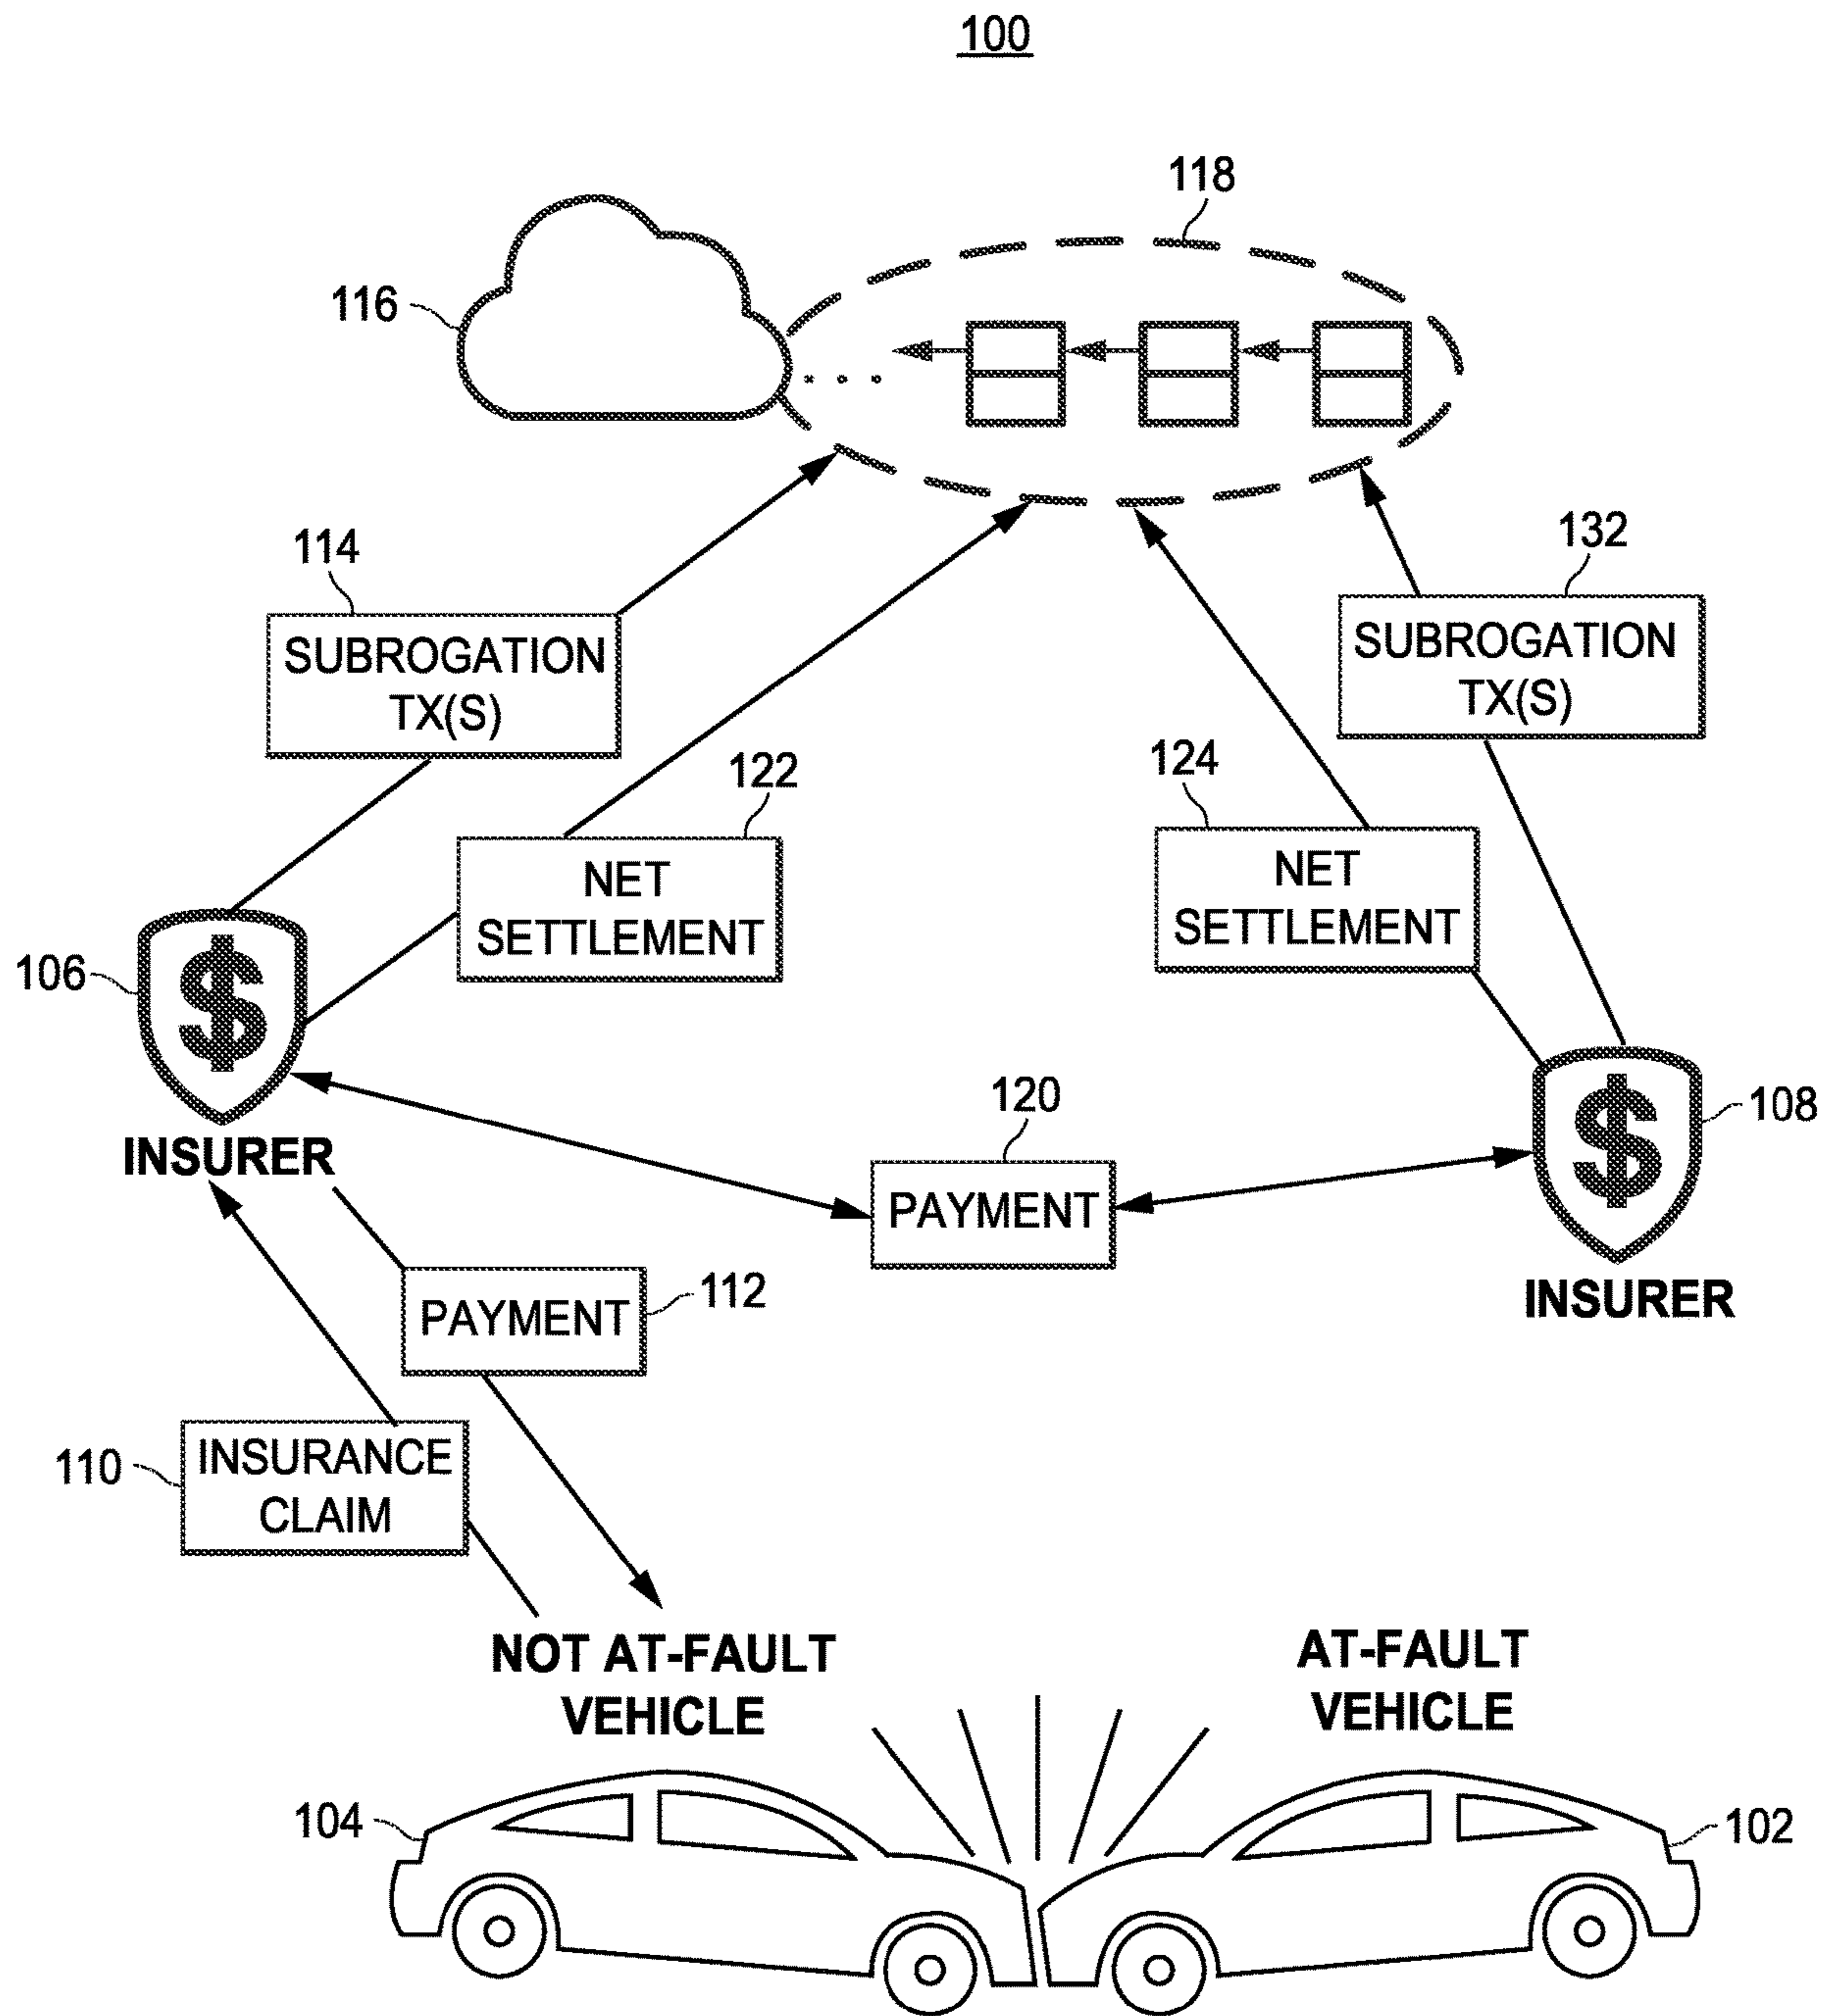 100
118
116
114
132
SUBROGATION
TX(S)
SUBROGATION
TX(S)
122
124
NET
SETTLEMENT
NET
SETTLEMENT
106
$
120
108
$
INSURER
PAYMENT
INSURER
112
PAYMENT
110
INSURANCE
CLAIM
NOT AT-FAULT
VEHICLE
AT-FAULT
VEHICLE
104
102